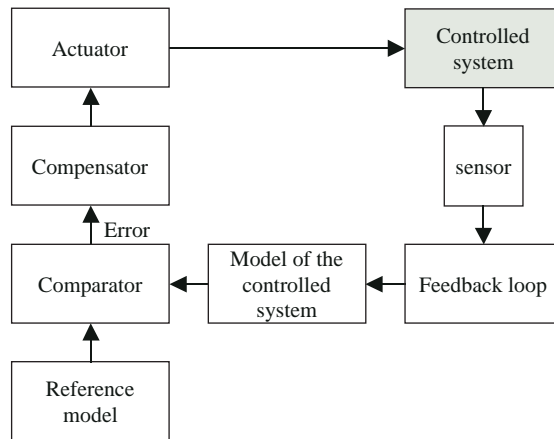 Actuator
Controlled
system
Compensator
sensor
Error
Comparator
Model of the
controlled
system
Feedback loop
Reference
model